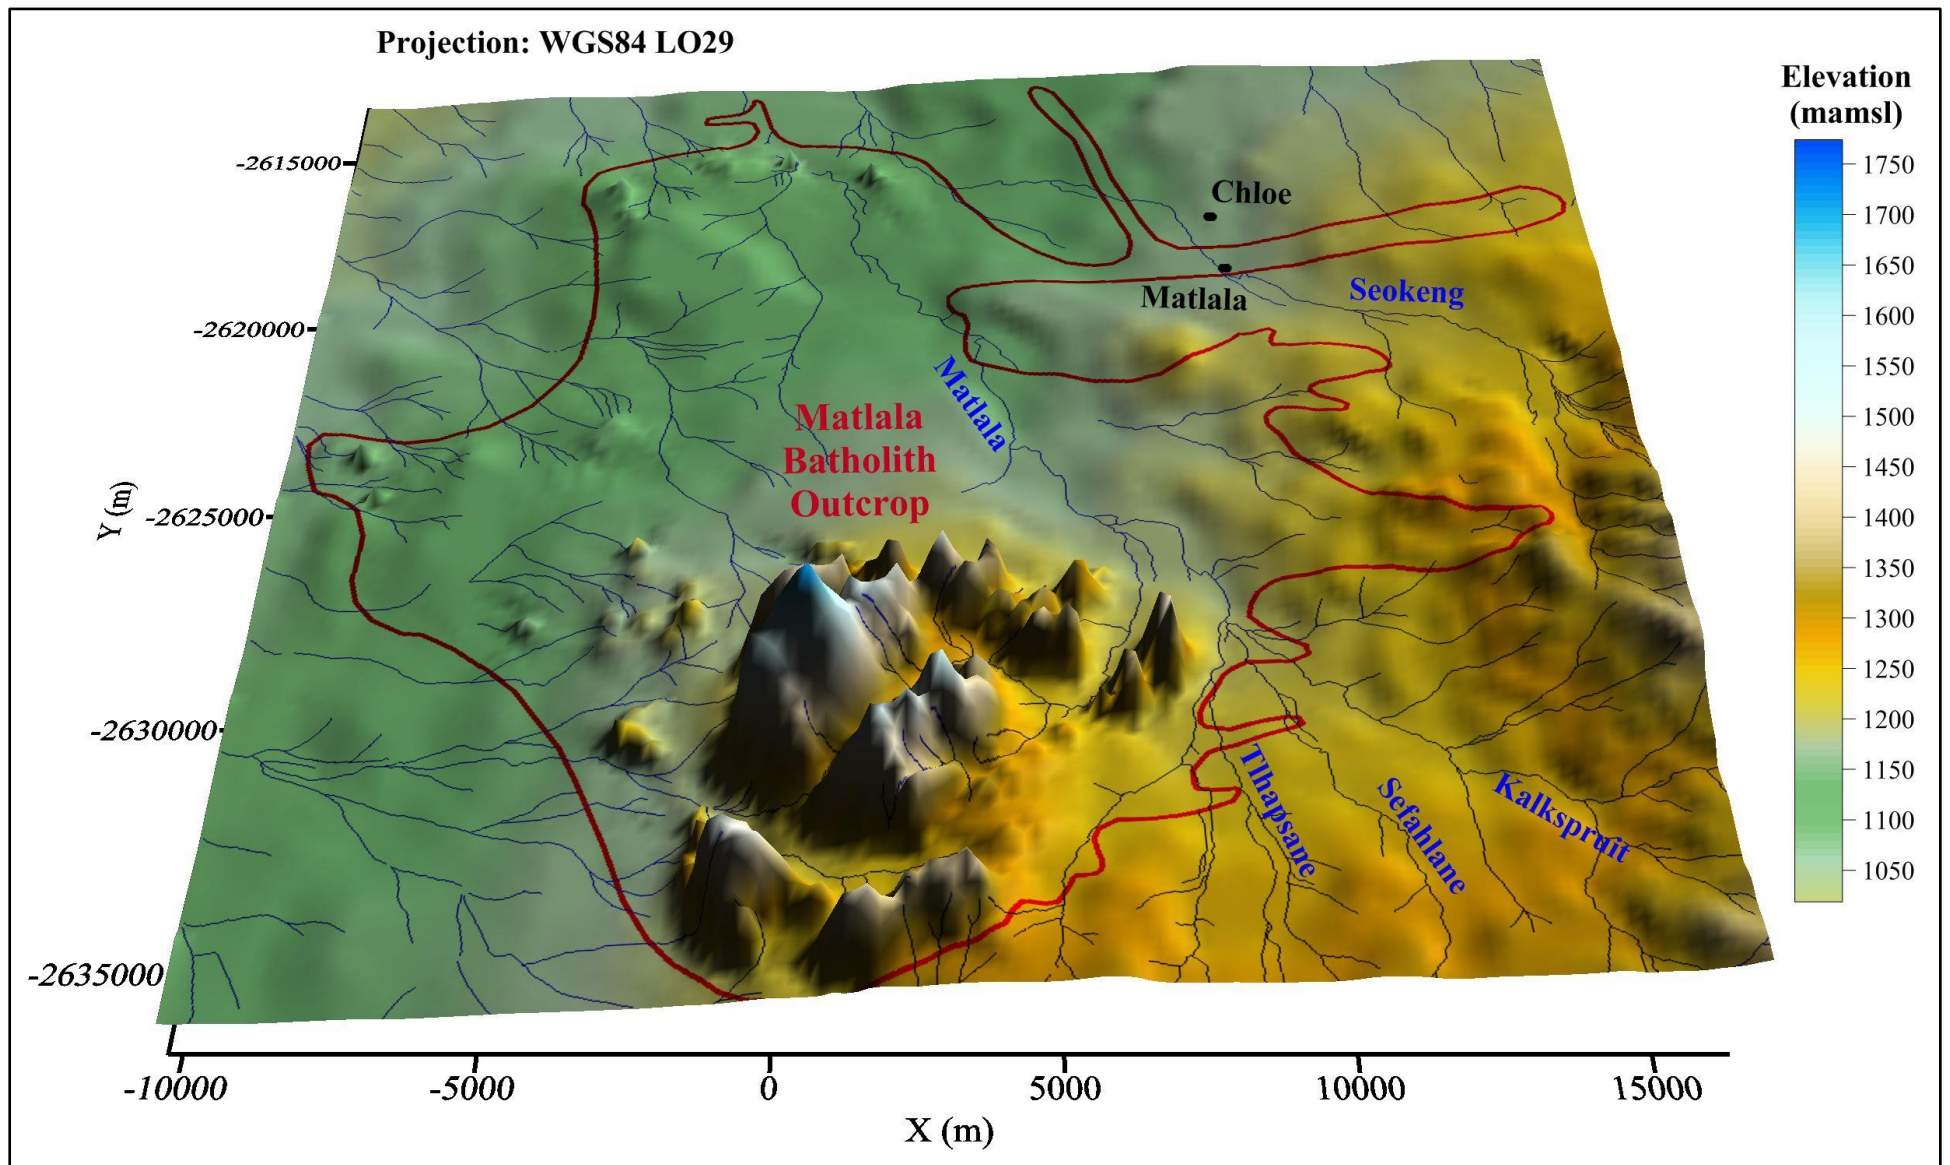 Projection: WGS84 LO29
Elevation
(mamsl)
1750
1700
1650
1600
1550
1500
1450
1400
1350
1300
1250
1200
1150
1100
1050
-2615000
-2620000
-2625000
-2630000
-2635000
Y (m)
Chloe
Matlala
Seokeng
Matlala
Matlala
Batholith
Outcrop
Tlhapsane
Sefahlane
Kalkspruit
-10000
-5000
0
5000
10000
15000
X (m)